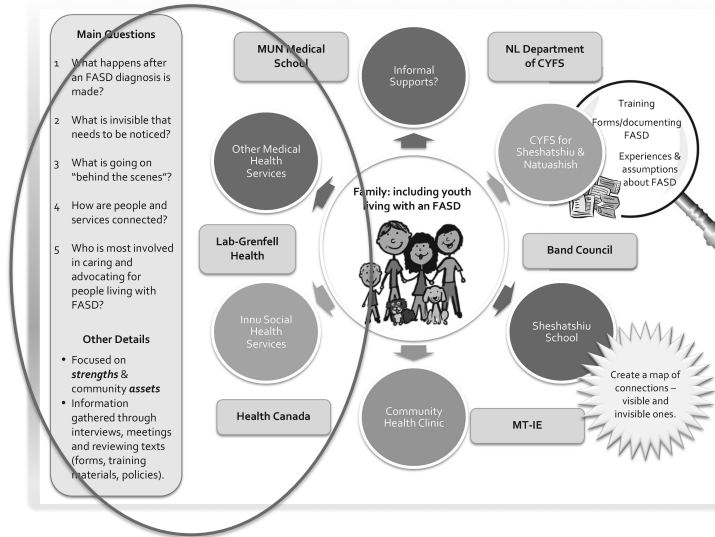 Main Questions
1 What happens after
an FASD diagnosis is
made?
2 What is invisible that
needs to be noticed?
3 What is going on
"behind the scenes"?
4 How are people and
services connected?
5 Who is most involved
in caring and
advocating for
people living with
FASD?
Other Details
• Focused on
strengths &
community assets
• Information
gathered through
interviews, meetings
and reviewing texts
(forms, training
materials, policies).
MUN Medical
School
Informal
Supports?
NL Department
of CYFS
Other Medical
Health
Services
CYFS for
Sheshatshiu &
Natuashish
Training
Forms/documenting
FASD
Experiences &
assumptions
about FASD
Family: including youth
living with an FASD
Lab-Grenfell
Health
Band Council
Innu Social
Health
Services
Sheshatshiu
School
Health Canada
Community
Health Clinic
MT-IE
Create a map of
connections –
visible and
invisible ones.